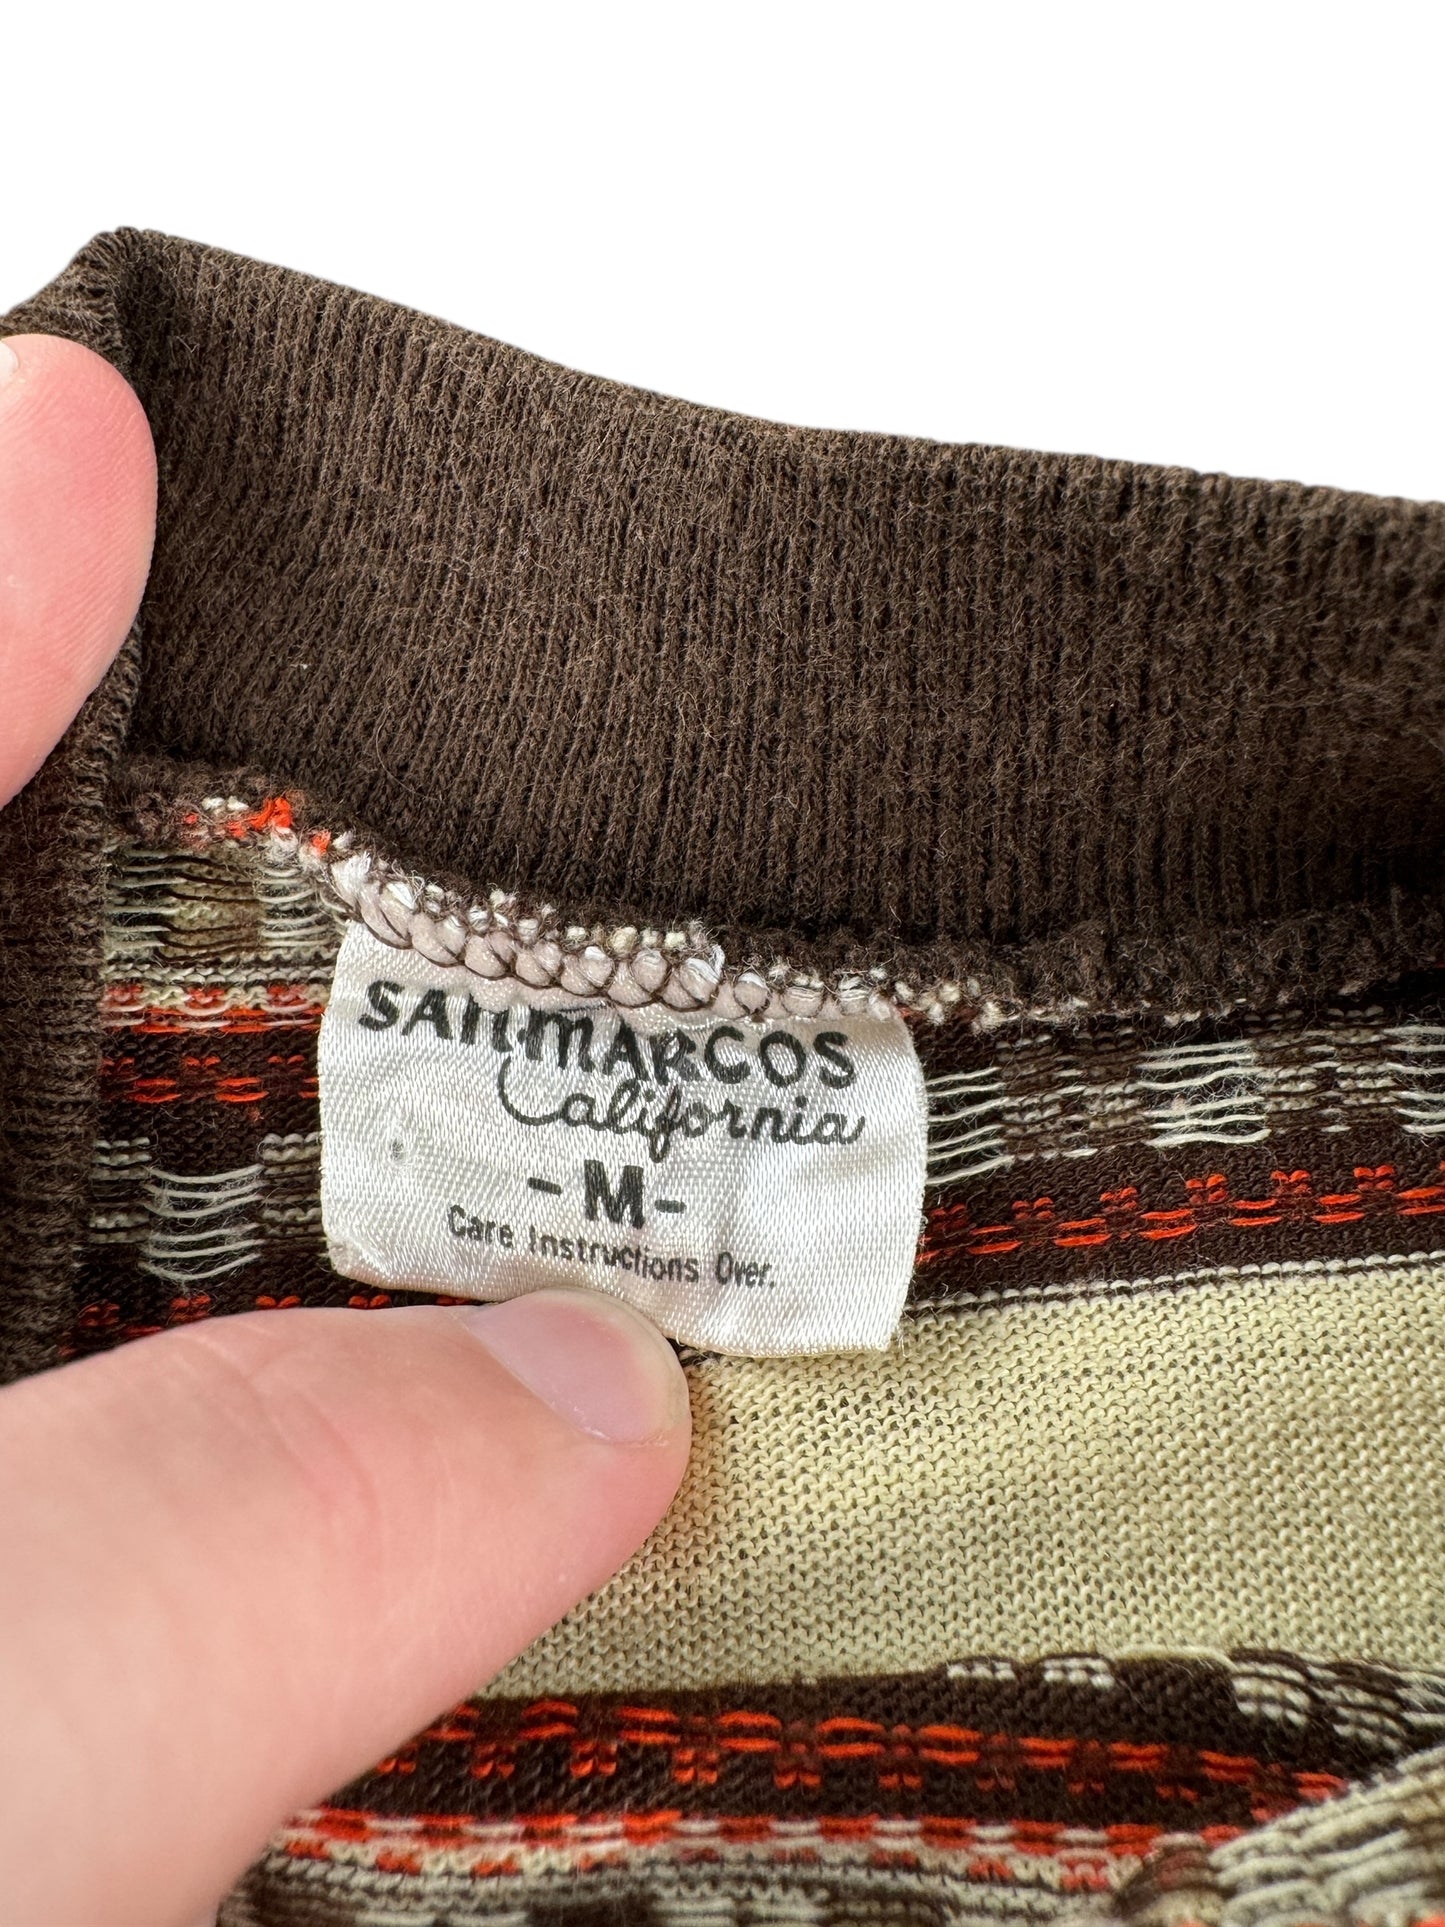 SAN MARCOS
California
- M -
Care Instructions Over.